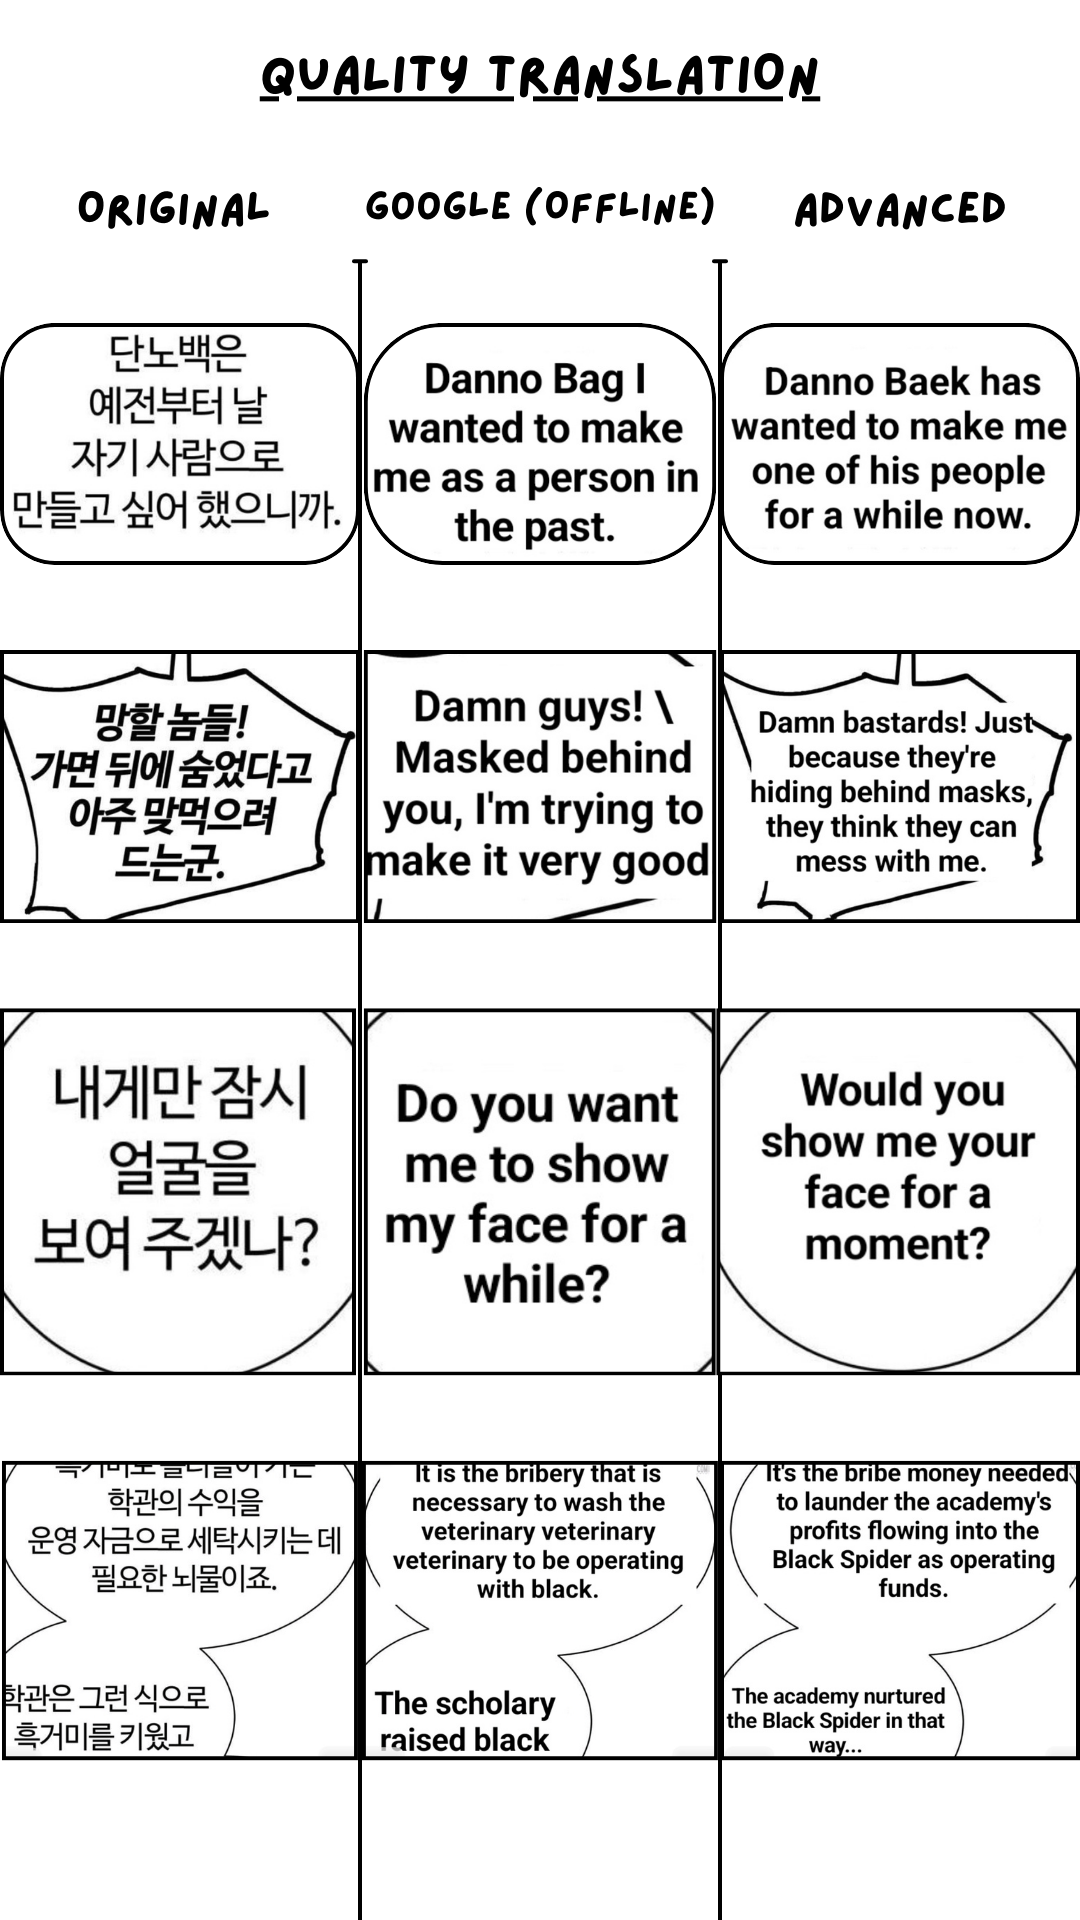 QUALITY TRANSLATION
ORIGINAL
GOOGLE (OFFLINE)
ADVANCED
단노백은
예전부터 날
자기 사람으로
만들고 싶어 했으니까.
Danno Bag I
wanted to make
me as a person in
the past.
Danno Baek has
wanted to make me
one of his people
for a while now.
망할 놈들!
가면 뒤에 숨었다고
아주 맞먹으려
드는군.
Damn guys! \
Masked behind
you, I'm trying to
make it very good
Damn bastards! Just
because they're
hiding behind masks,
they think they can
mess with me.
내게만 잠시
얼굴을
보여 주겠나?
Do you want
me to show
my face for a
while?
Would you
show me your
face for a
moment?
학관의 수익을
운영 자금으로 세탁시키는 데
필요한 뇌물이죠.
학관은 그런 식으로
흑거미를 키웠고
It is the bribery that is
necessary to wash the
veterinary veterinary
veterinary to be operating
with black.
The scholary
raised black
It's the bribe money needed
to launder the academy's
profits flowing into the
Black Spider as operating
funds.
The academy nurtured
the Black Spider in that
way...